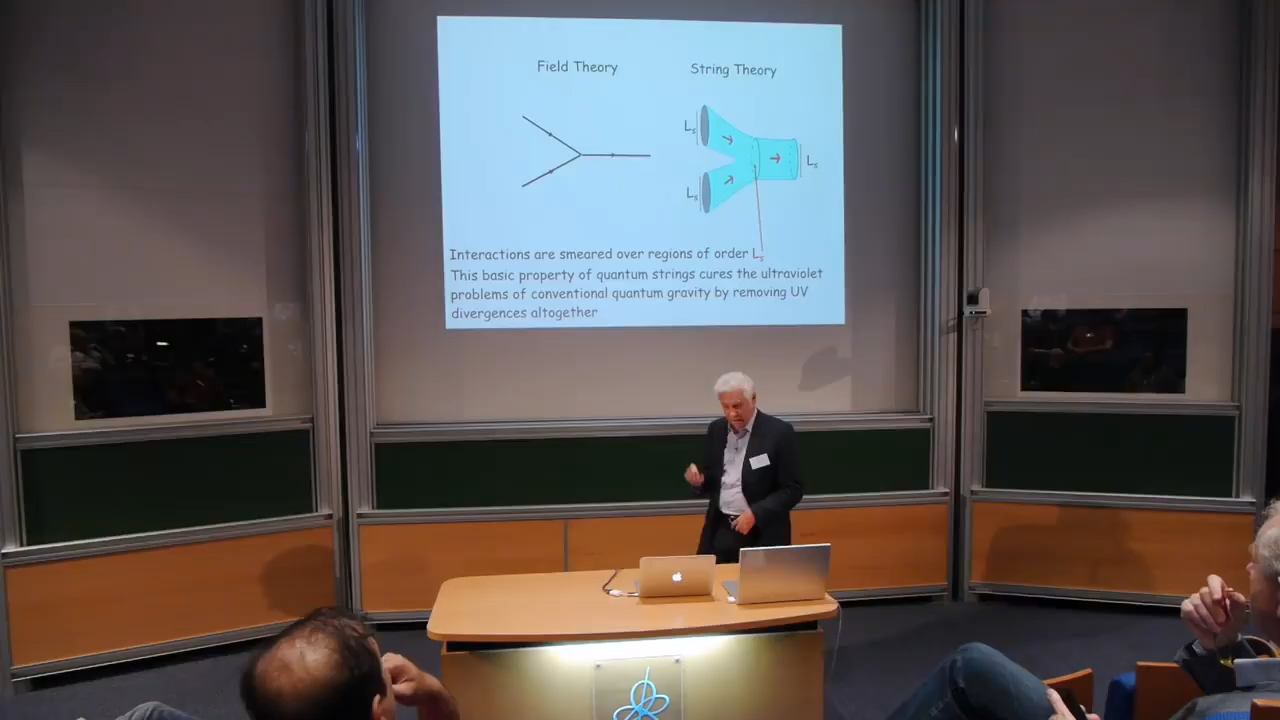 Field Theory
String Theory
Lₛ
Lₛ
Lₛ
Interactions are smeared over regions of order Lₛ
This basic property of quantum strings cures the ultraviolet
problems of conventional quantum gravity by removing UV
divergences altogether